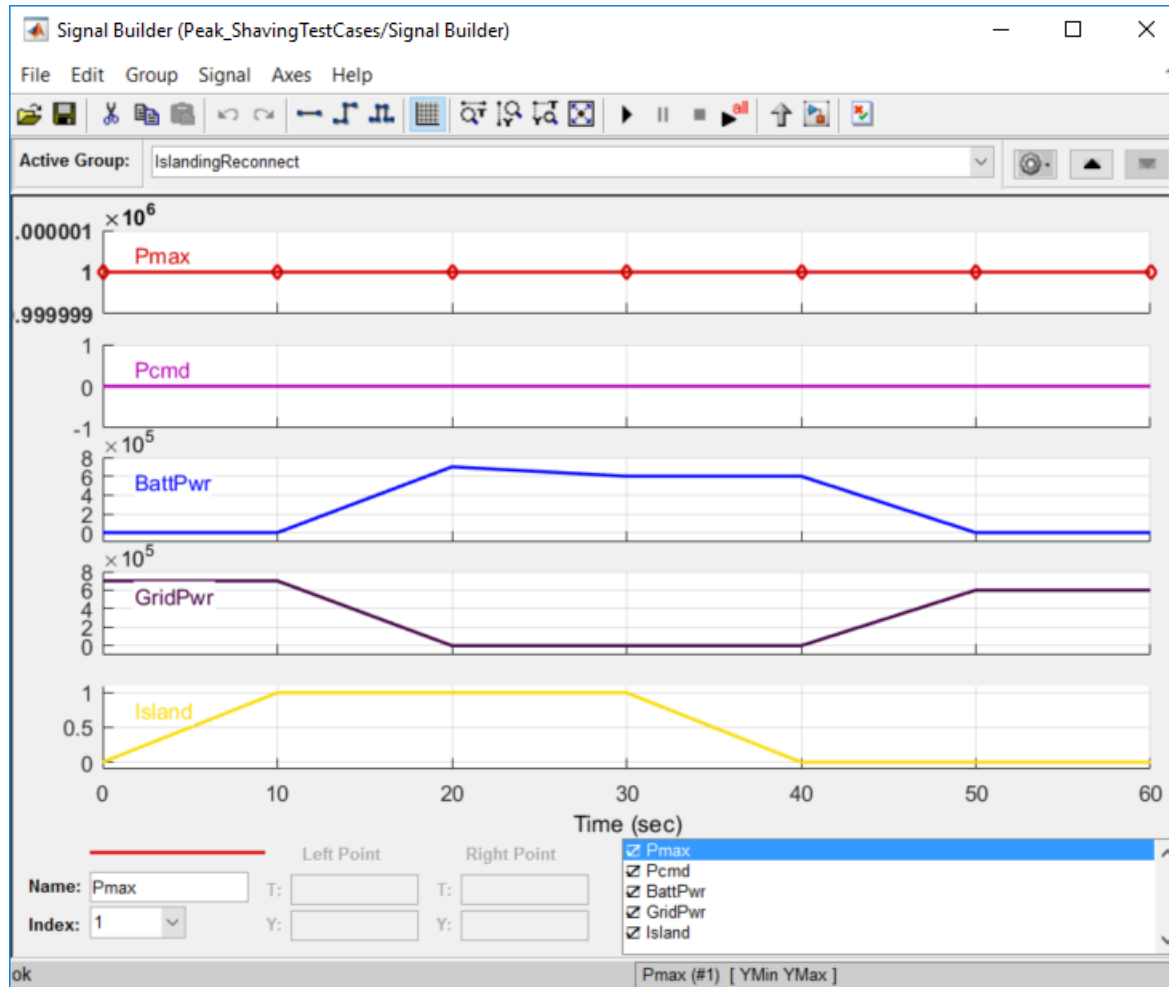 Signal Builder (Peak_ShavingTestCases/Signal Builder)
File Edit Group Signal Axes Help
all
Active Group: IslandingReconnect
×10^6
.000001
1
.999999
Pmax
1
0
-1
Pcmd
×10^5
8
6
4
2
0
BattPwr
×10^5
8
6
4
2
0
GridPwr
1
0.5
0
Island
0 10 20 30 40 50 60
Time (sec)
Left Point Right Point
Name: Pmax T: T:
Index: 1 Y: Y:
Pmax
Pcmd
BattPwr
GridPwr
Island
ok Pmax (#1) [ YMin YMax ]